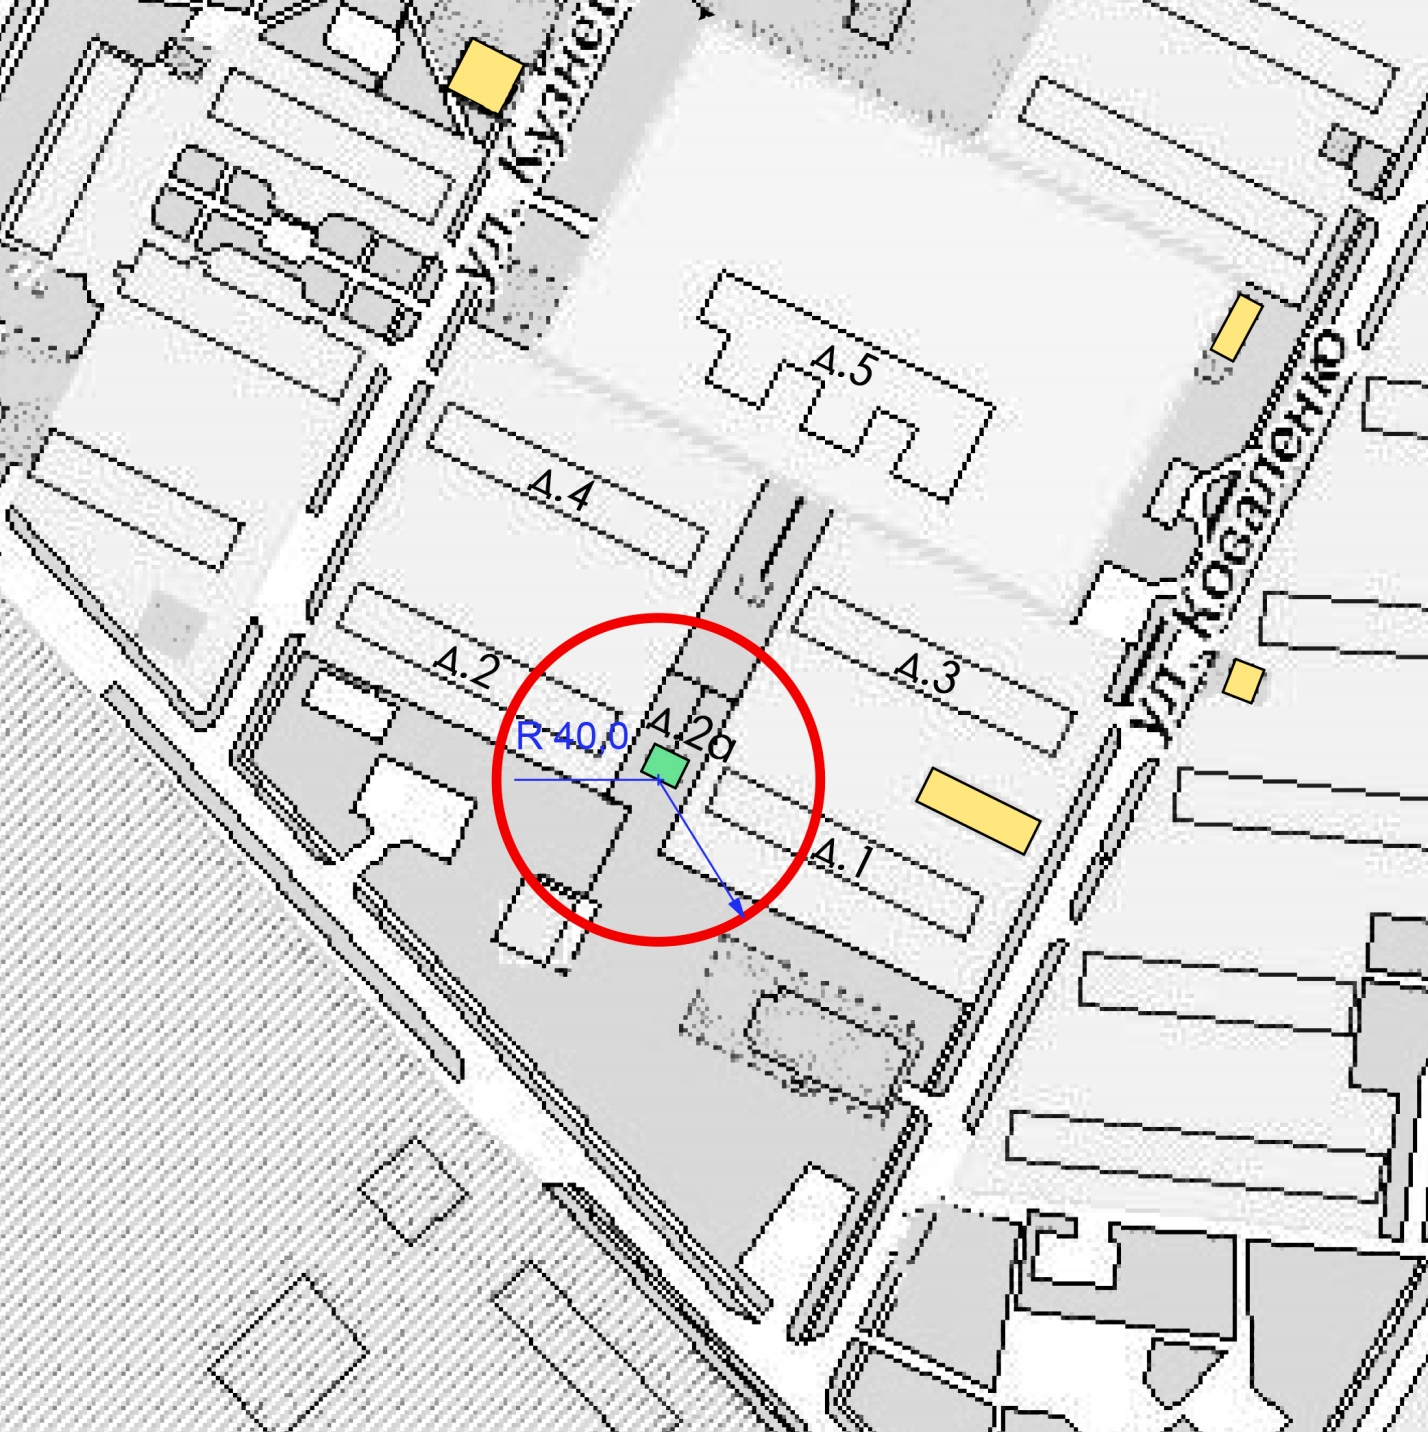 ул. Кузнец
Д.5
ул. Коваленко
Д.4
Д.2
Д.3
Д.2а
R 40,0
Д.1